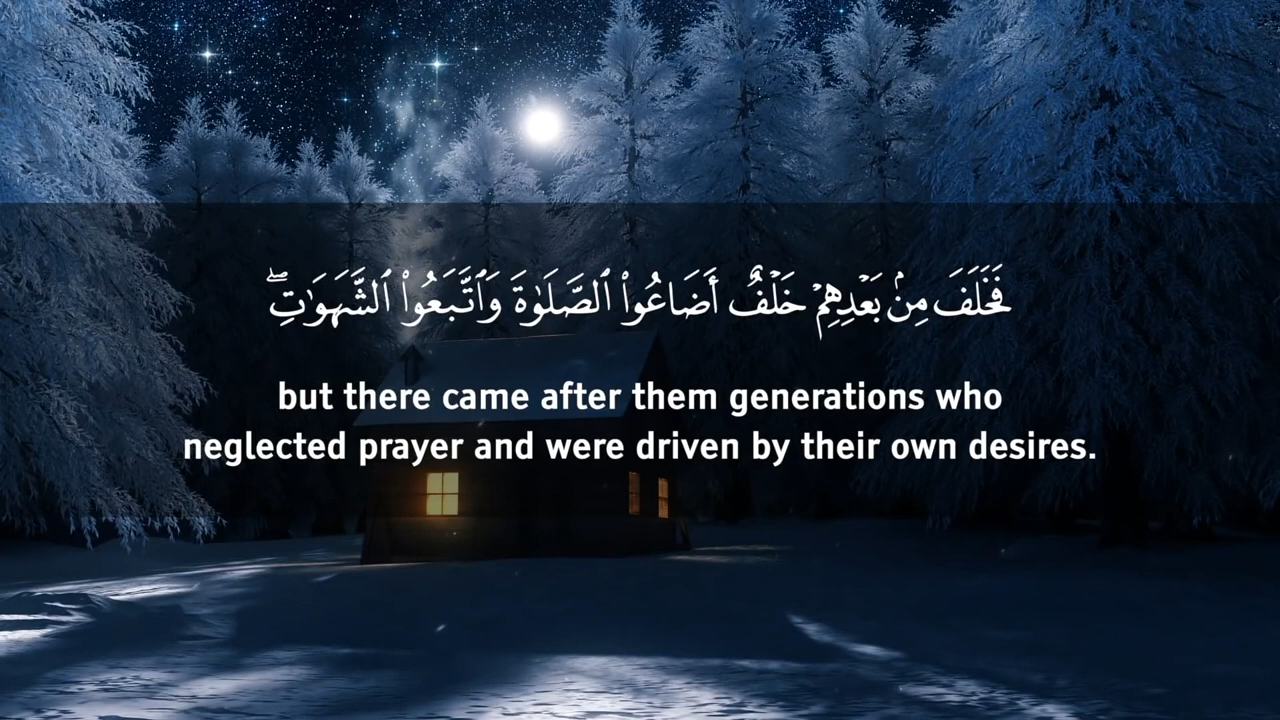 فَخَلَفَ مِنۢ بَعْدِهِمْ خَلْفٌ أَضَاعُوا۟ ٱلصَّلَوٰةَ وَٱتَّبَعُوا۟ ٱلشَّهَوَٰتِ ۖ
but there came after them generations who
neglected prayer and were driven by their own desires.